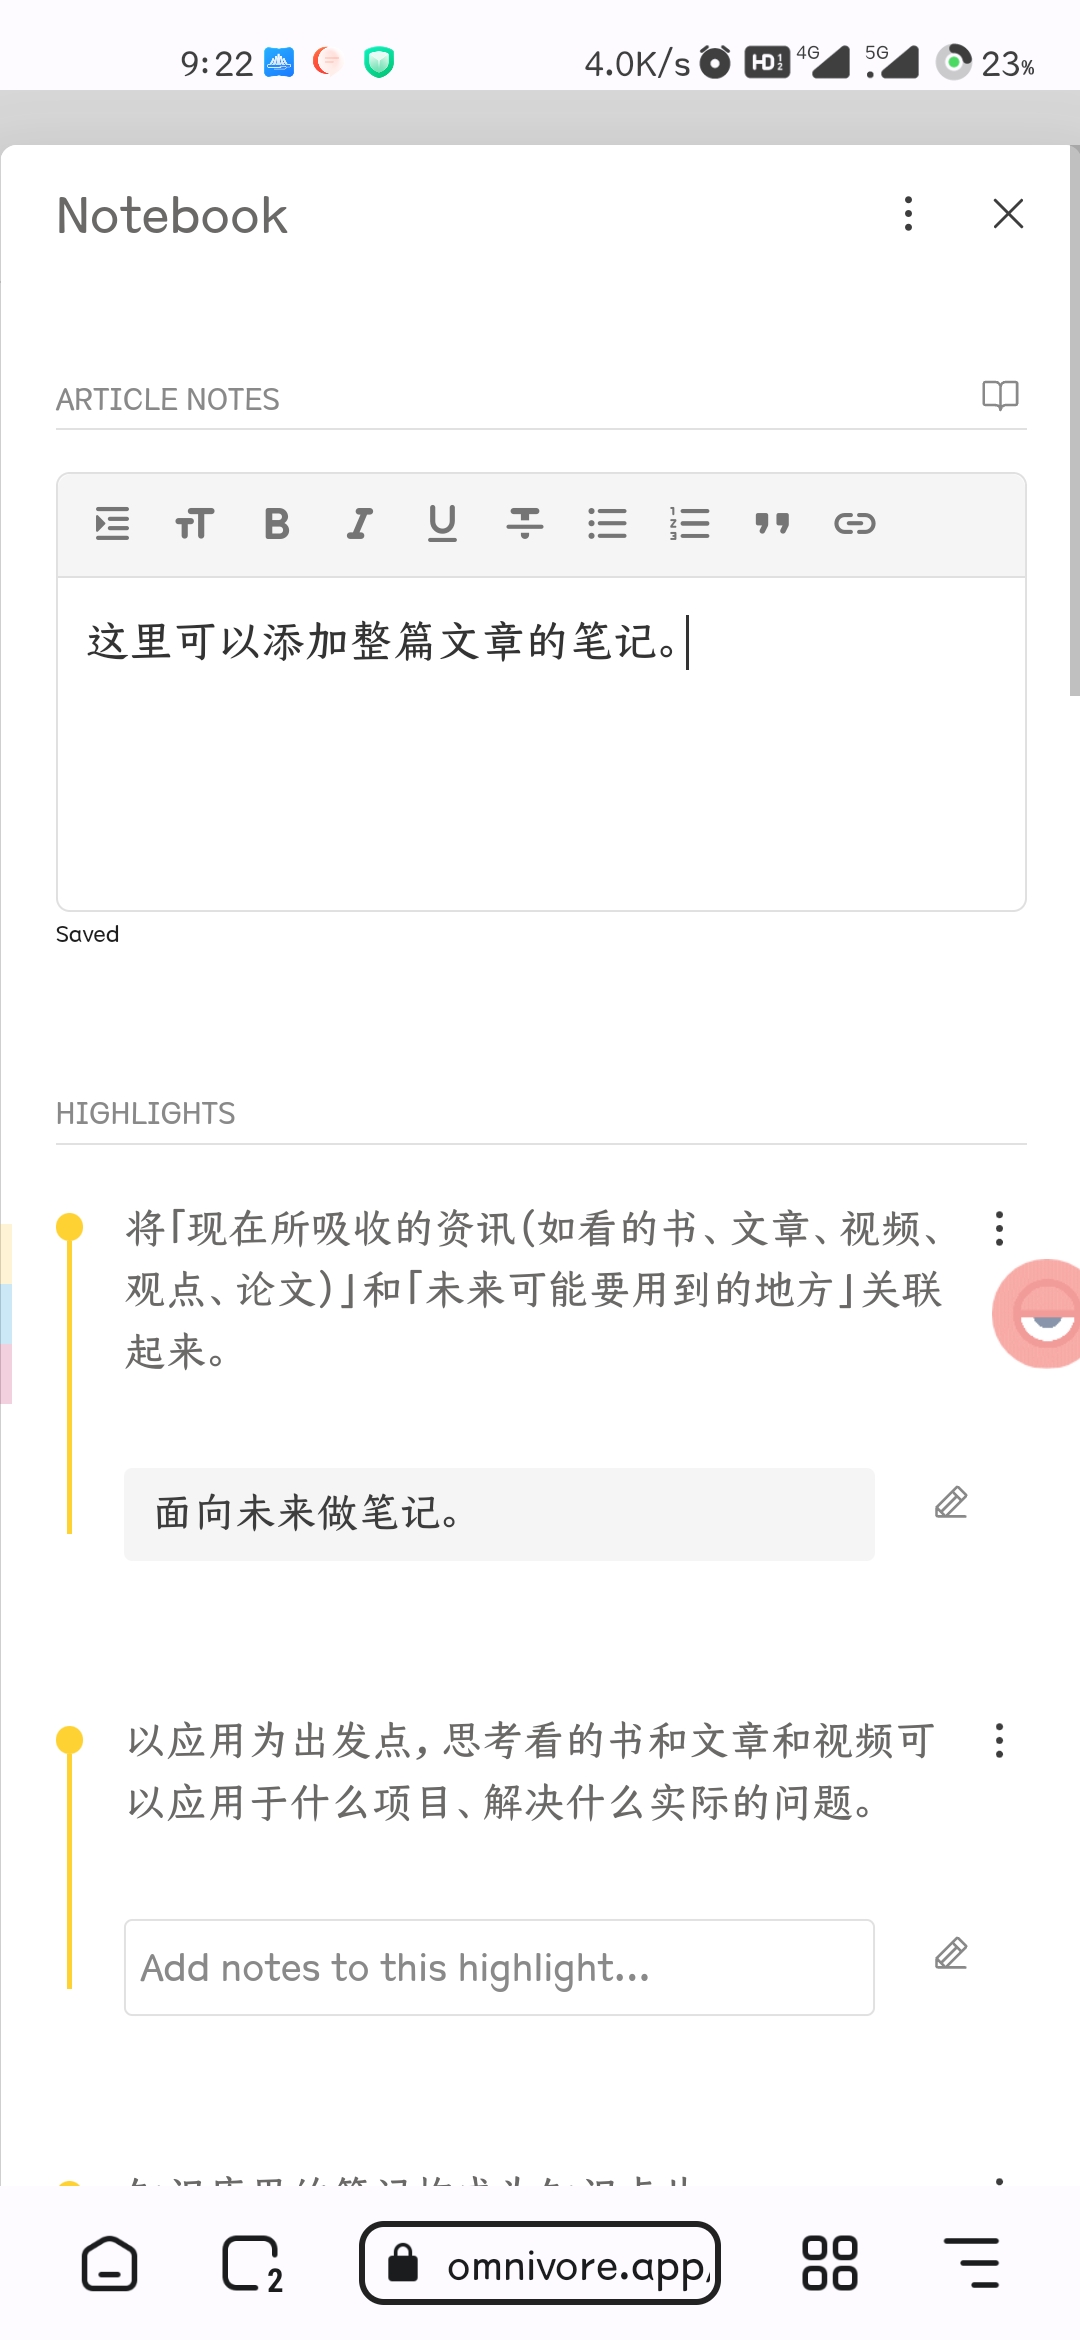 9:22
4.0K/s HD 1 2 4G 5G 23%
Notebook
ARTICLE NOTES
这里可以添加整篇文章的笔记。
Saved
HIGHLIGHTS
将「现在所吸收的资讯(如看的书、文章、视频、
观点、论文)」和「未来可能要用到的地方」关联
起来。
面向未来做笔记。
以应用为出发点,思考看的书和文章和视频可
以应用于什么项目、解决什么实际的问题。
Add notes to this highlight...
2
omnivore.app